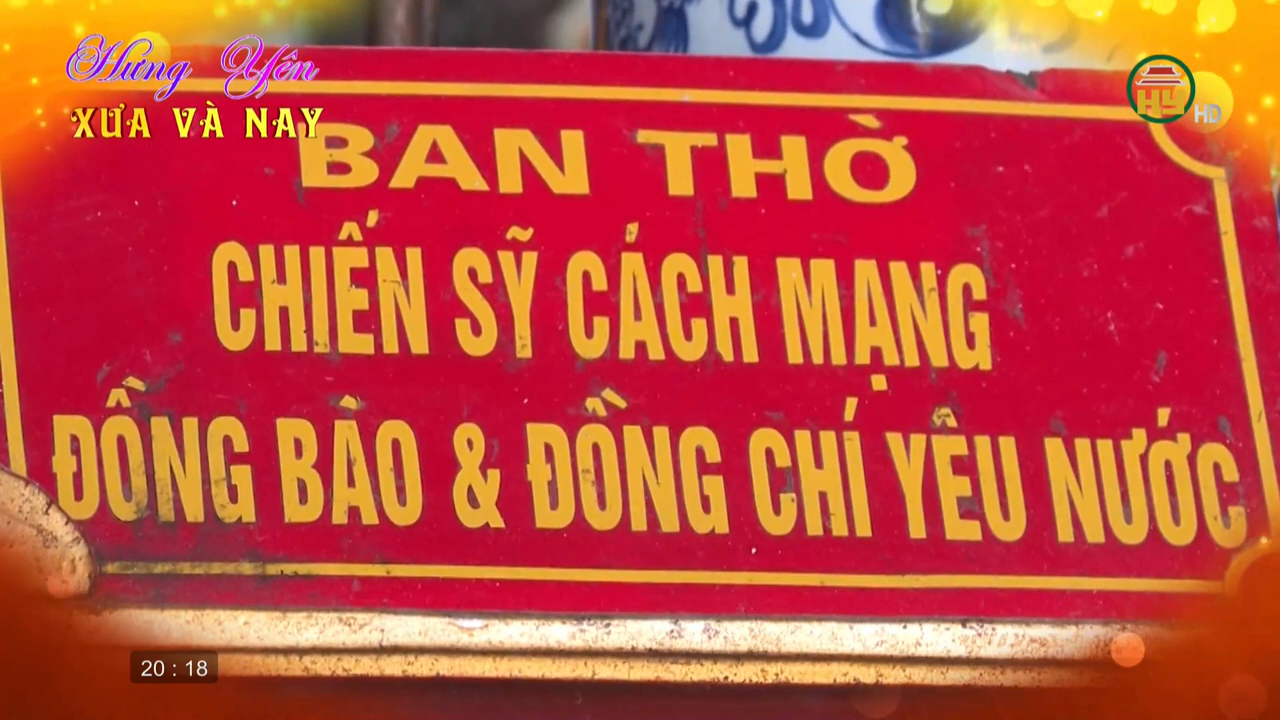 Hưng Yên
XƯA VÀ NAY
HY
HD
BAN THỜ
CHIẾN SỸ CÁCH MẠNG
ĐỒNG BÀO & ĐỒNG CHÍ YÊU NƯỚC
20 : 18